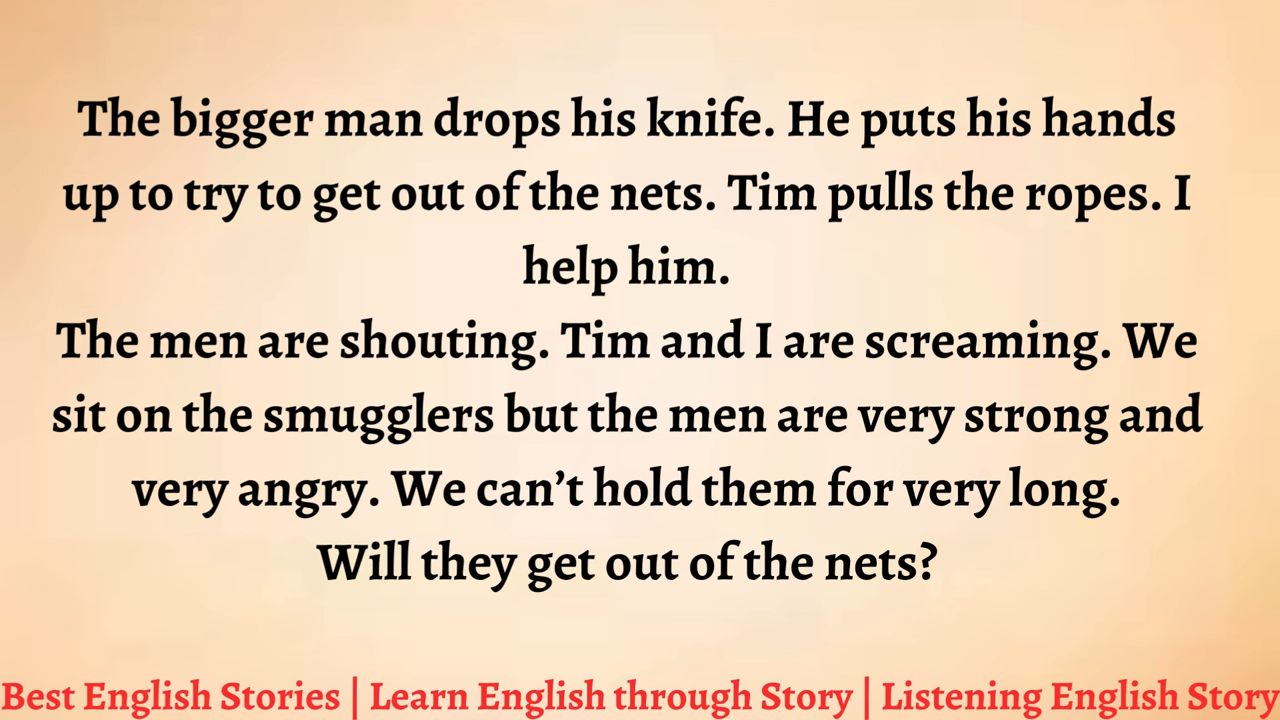 The bigger man drops his knife. He puts his hands
up to try to get out of the nets. Tim pulls the ropes. I
help him.
The men are shouting. Tim and I are screaming. We
sit on the smugglers but the men are very strong and
very angry. We can’t hold them for very long.
Will they get out of the nets?
Best English Stories | Learn English through Story | Listening English Story